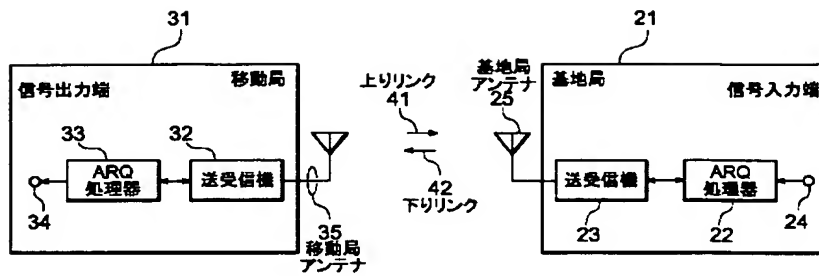 31
移動局
信号出力端
33
ARQ
処理器
32
送受信機
34
35
移動局
アンテナ
上りリンク
41
42
下りリンク
21
基地局
アンテナ
25
基地局
信号入力端
送受信機
23
ARQ
処理器
22
24